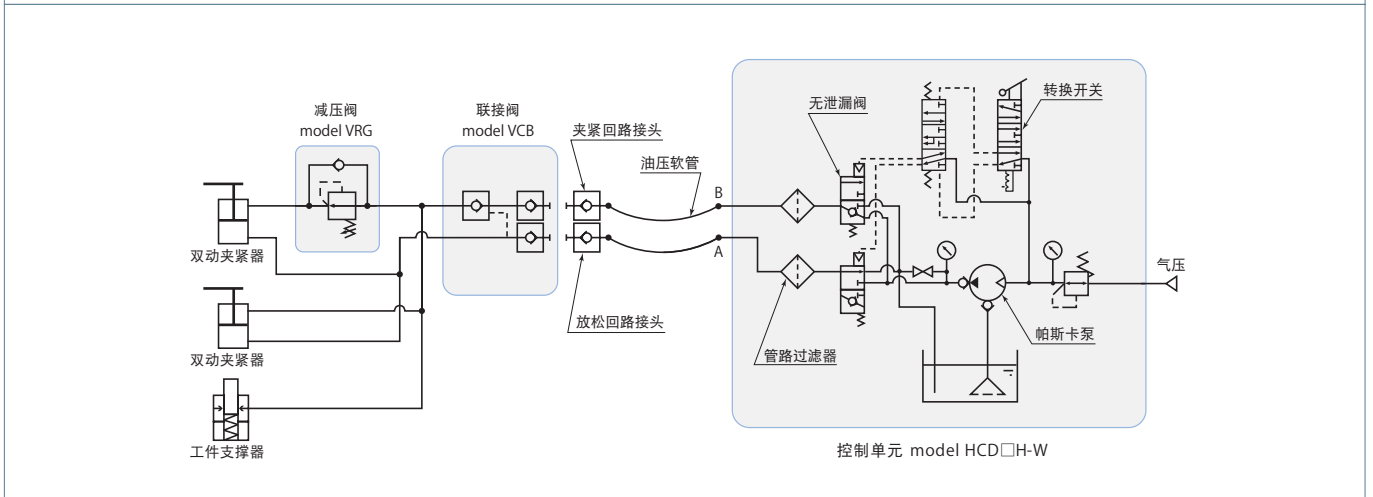 减压阀
model VRG
联接阀
model VCB
夹紧回路接头
油压软管
无泄漏阀
转换开关
B
A
双动夹紧器
气压
放松回路接头
管路过滤器
帕斯卡泵
双动夹紧器
工件支撑器
控制单元 model HCD□H-W